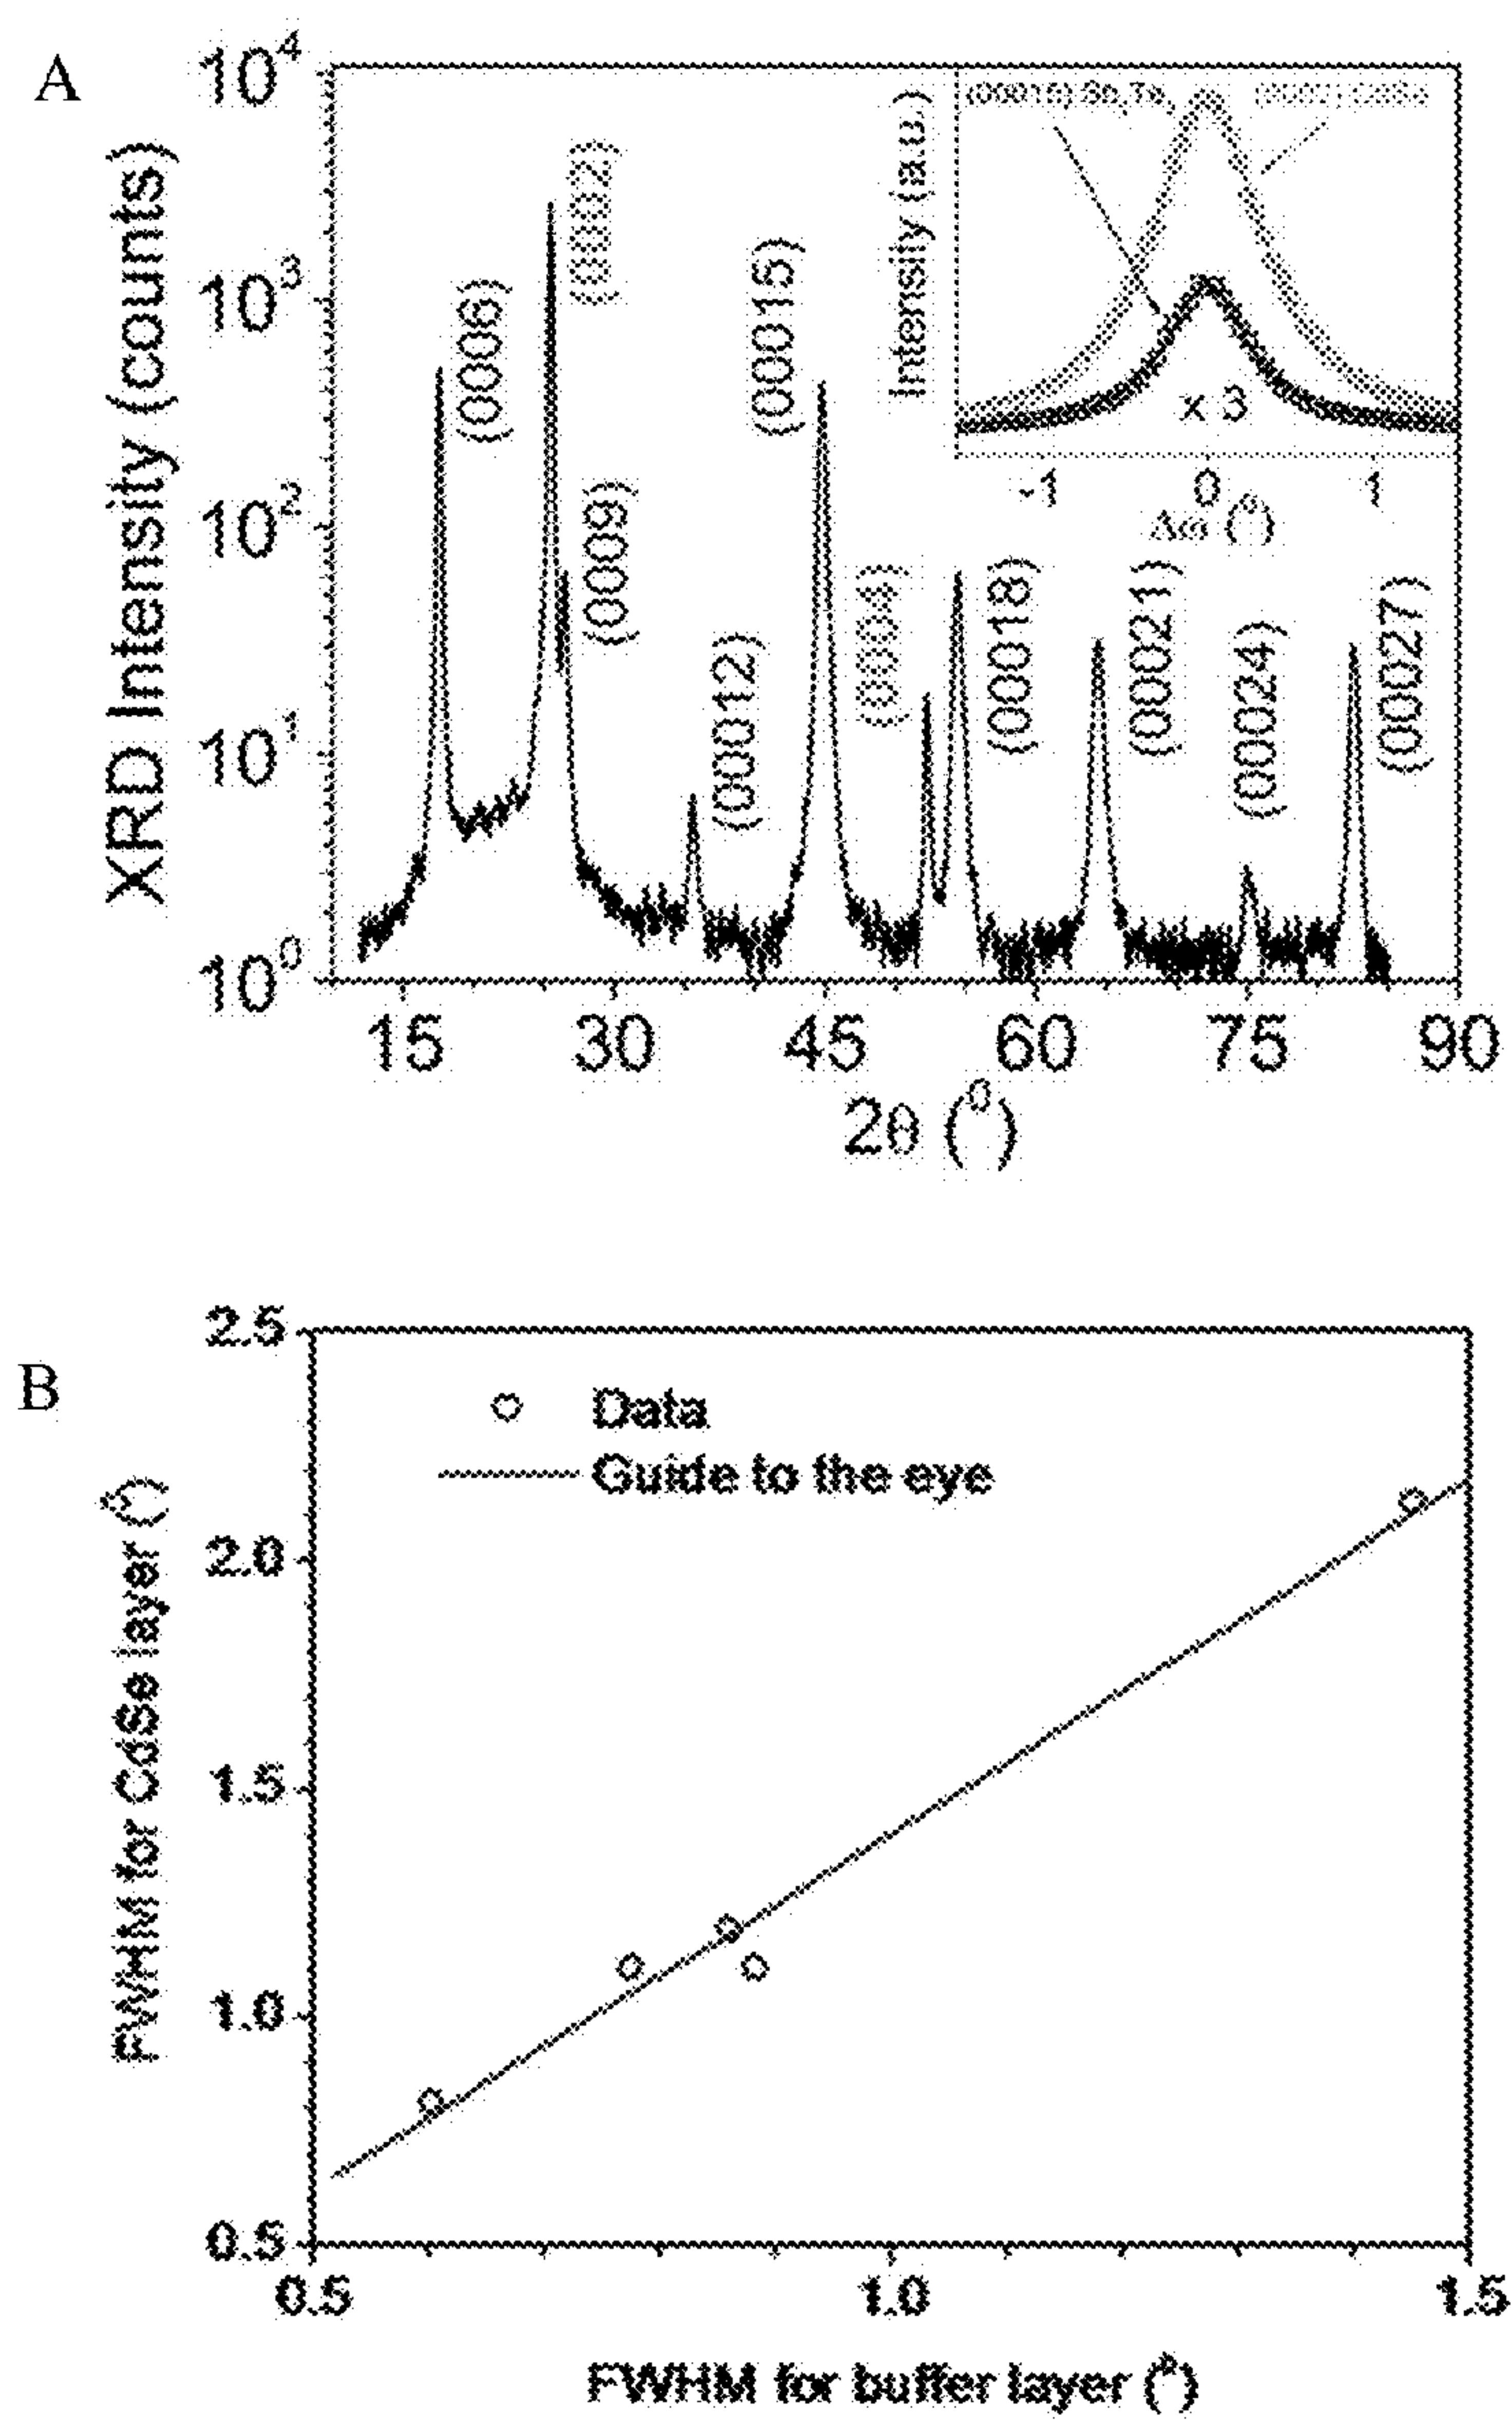 A
10^4
10^3
10^2
10^1
10^0
XRD Intensity (counts)
(0006)
(0002)
(0009)
(00012)
(00015)
(0004)
(00018)
(00021)
(00024)
(00027)
15
30
45
60
75
90
2θ (°)
Intensity (a.u.)
x 3
-1
0
1
Δω (°)
B
2.5
2.0
1.5
1.0
0.5
FWHM for CdSe layer (°)
Data
Guide to the eye
0.5
1.0
1.5
FWHM for buffer layer (°)